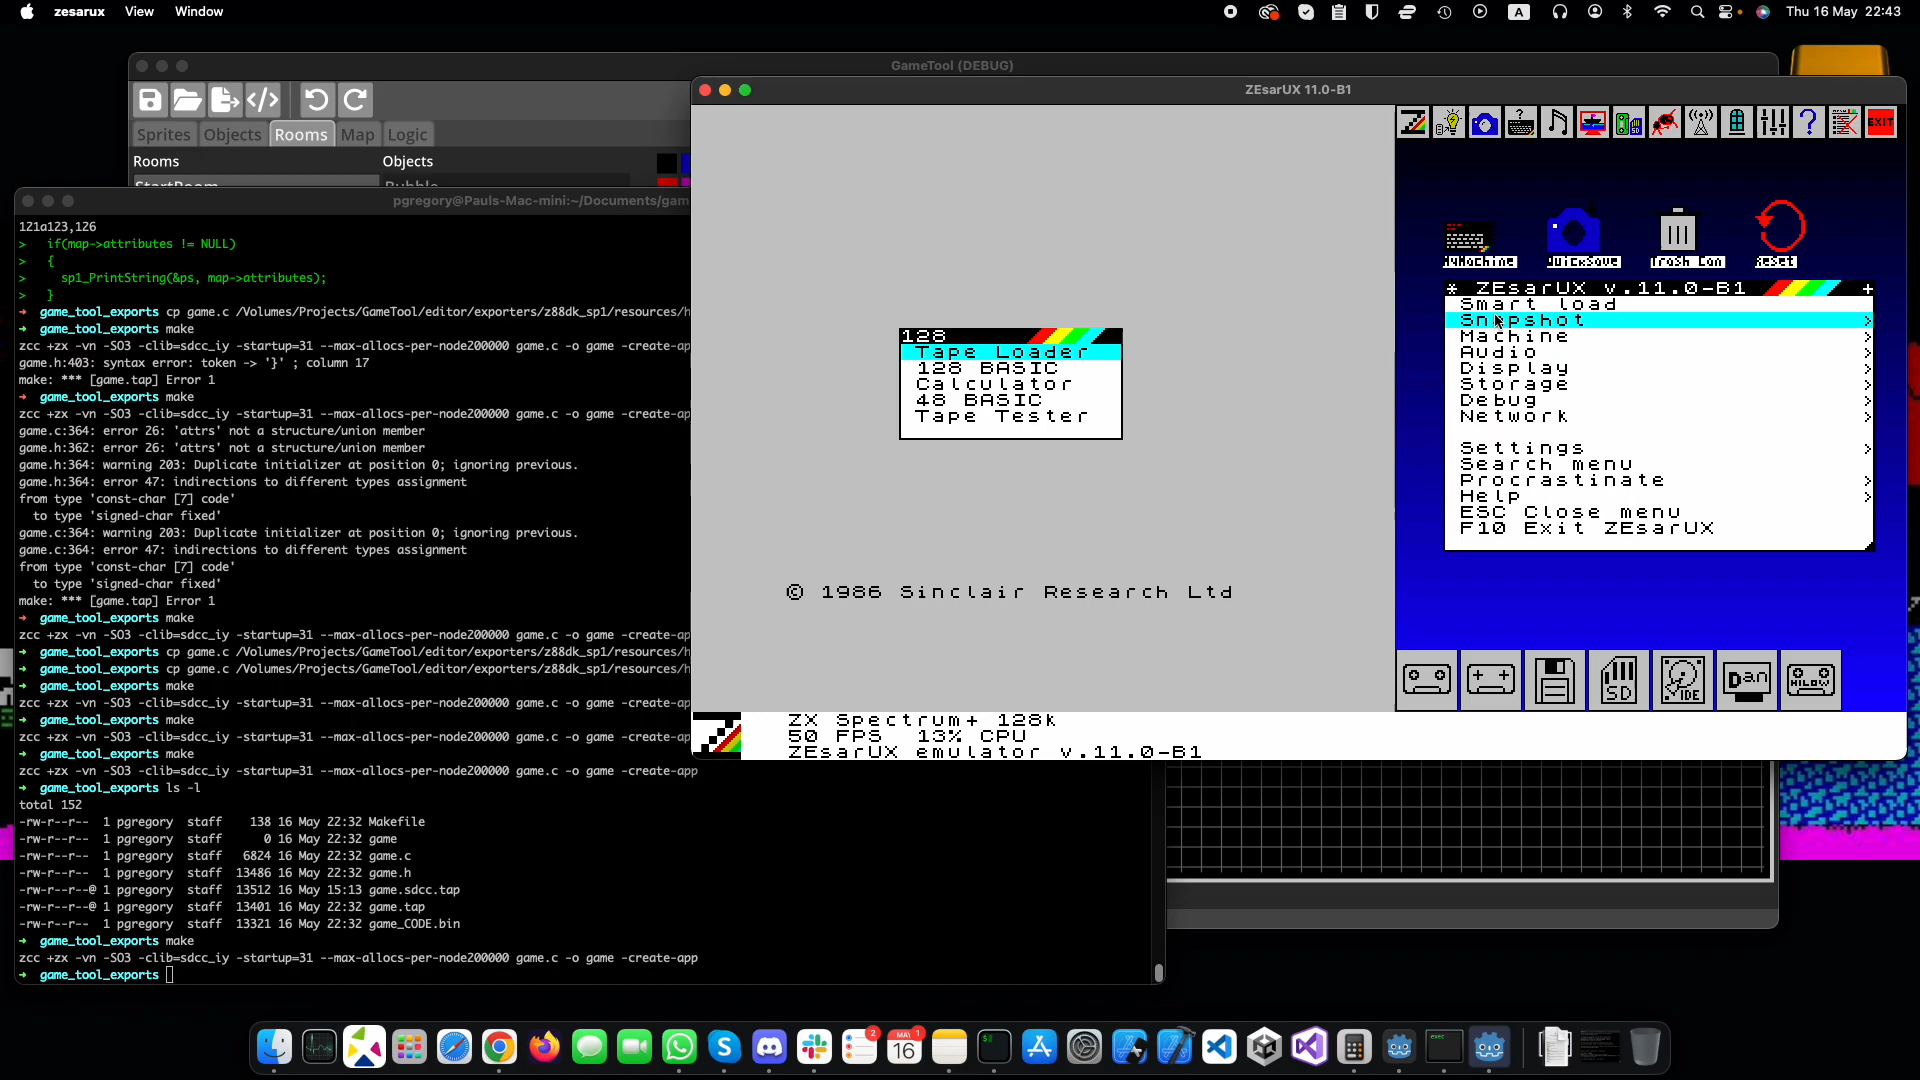 zesarux View Window
A Thu 16 May 22:43
GameTool (DEBUG)
Sprites Objects Rooms Map Logic
Rooms Objects
StartRoom Bubble
pgregory@Pauls-Mac-mini:~/Documents/gam
121a123,126
> if(map->attributes != NULL)
> {
> sp1_PrintString(&ps, map->attributes);
> }
➜ game_tool_exports cp game.c /Volumes/Projects/GameTool/editor/exporters/z88dk_sp1/resources/h
➜ game_tool_exports make
zcc +zx -vn -SO3 -clib=sdcc_iy -startup=31 --max-allocs-per-node200000 game.c -o game -create-ap
game.h:403: syntax error: token -> '}' ; column 17
make: *** [game.tap] Error 1
➜ game_tool_exports make
zcc +zx -vn -SO3 -clib=sdcc_iy -startup=31 --max-allocs-per-node200000 game.c -o game -create-ap
game.c:364: error 26: 'attrs' not a structure/union member
game.h:362: error 26: 'attrs' not a structure/union member
game.h:364: warning 203: Duplicate initializer at position 0; ignoring previous.
game.h:364: error 47: indirections to different types assignment
from type 'const-char [7] code'
to type 'signed-char fixed'
game.c:364: warning 203: Duplicate initializer at position 0; ignoring previous.
game.c:364: error 47: indirections to different types assignment
from type 'const-char [7] code'
to type 'signed-char fixed'
make: *** [game.tap] Error 1
➜ game_tool_exports make
zcc +zx -vn -SO3 -clib=sdcc_iy -startup=31 --max-allocs-per-node200000 game.c -o game -create-ap
➜ game_tool_exports cp game.c /Volumes/Projects/GameTool/editor/exporters/z88dk_sp1/resources/h
➜ game_tool_exports cp game.c /Volumes/Projects/GameTool/editor/exporters/z88dk_sp1/resources/h
➜ game_tool_exports make
zcc +zx -vn -SO3 -clib=sdcc_iy -startup=31 --max-allocs-per-node200000 game.c -o game -create-ap
➜ game_tool_exports make
zcc +zx -vn -SO3 -clib=sdcc_iy -startup=31 --max-allocs-per-node200000 game.c -o game -create-ap
➜ game_tool_exports make
zcc +zx -vn -SO3 -clib=sdcc_iy -startup=31 --max-allocs-per-node200000 game.c -o game -create-app
➜ game_tool_exports ls -l
total 152
-rw-r--r-- 1 pgregory staff 138 16 May 22:32 Makefile
-rw-r--r-- 1 pgregory staff 0 16 May 22:32 game
-rw-r--r-- 1 pgregory staff 6824 16 May 22:32 game.c
-rw-r--r-- 1 pgregory staff 13486 16 May 22:32 game.h
-rw-r--r--@ 1 pgregory staff 13512 16 May 15:13 game.sdcc.tap
-rw-r--r--@ 1 pgregory staff 13401 16 May 22:32 game.tap
-rw-r--r-- 1 pgregory staff 13321 16 May 22:32 game_CODE.bin
➜ game_tool_exports make
zcc +zx -vn -SO3 -clib=sdcc_iy -startup=31 --max-allocs-per-node200000 game.c -o game -create-app
➜ game_tool_exports
ZEsarUX 11.0-B1
128
Tape Loader
128 BASIC
Calculator
48 BASIC
Tape Tester
© 1986 Sinclair Research Ltd
EXIT
MyMachine QuickSave Trash Can Reset
* ZEsarUX v.11.0-B1 +
Smart load
Snapshot >
Machine >
Audio >
Display >
Storage >
Debug >
Network >
Settings >
Search menu
Procrastinate >
Help >
ESC Close menu
F10 Exit ZEsarUX
SD IDE Dan HILOW
ZX Spectrum+ 128k
50 FPS 13% CPU
ZEsarUX emulator v.11.0-B1
2
MAY 1
16
exec